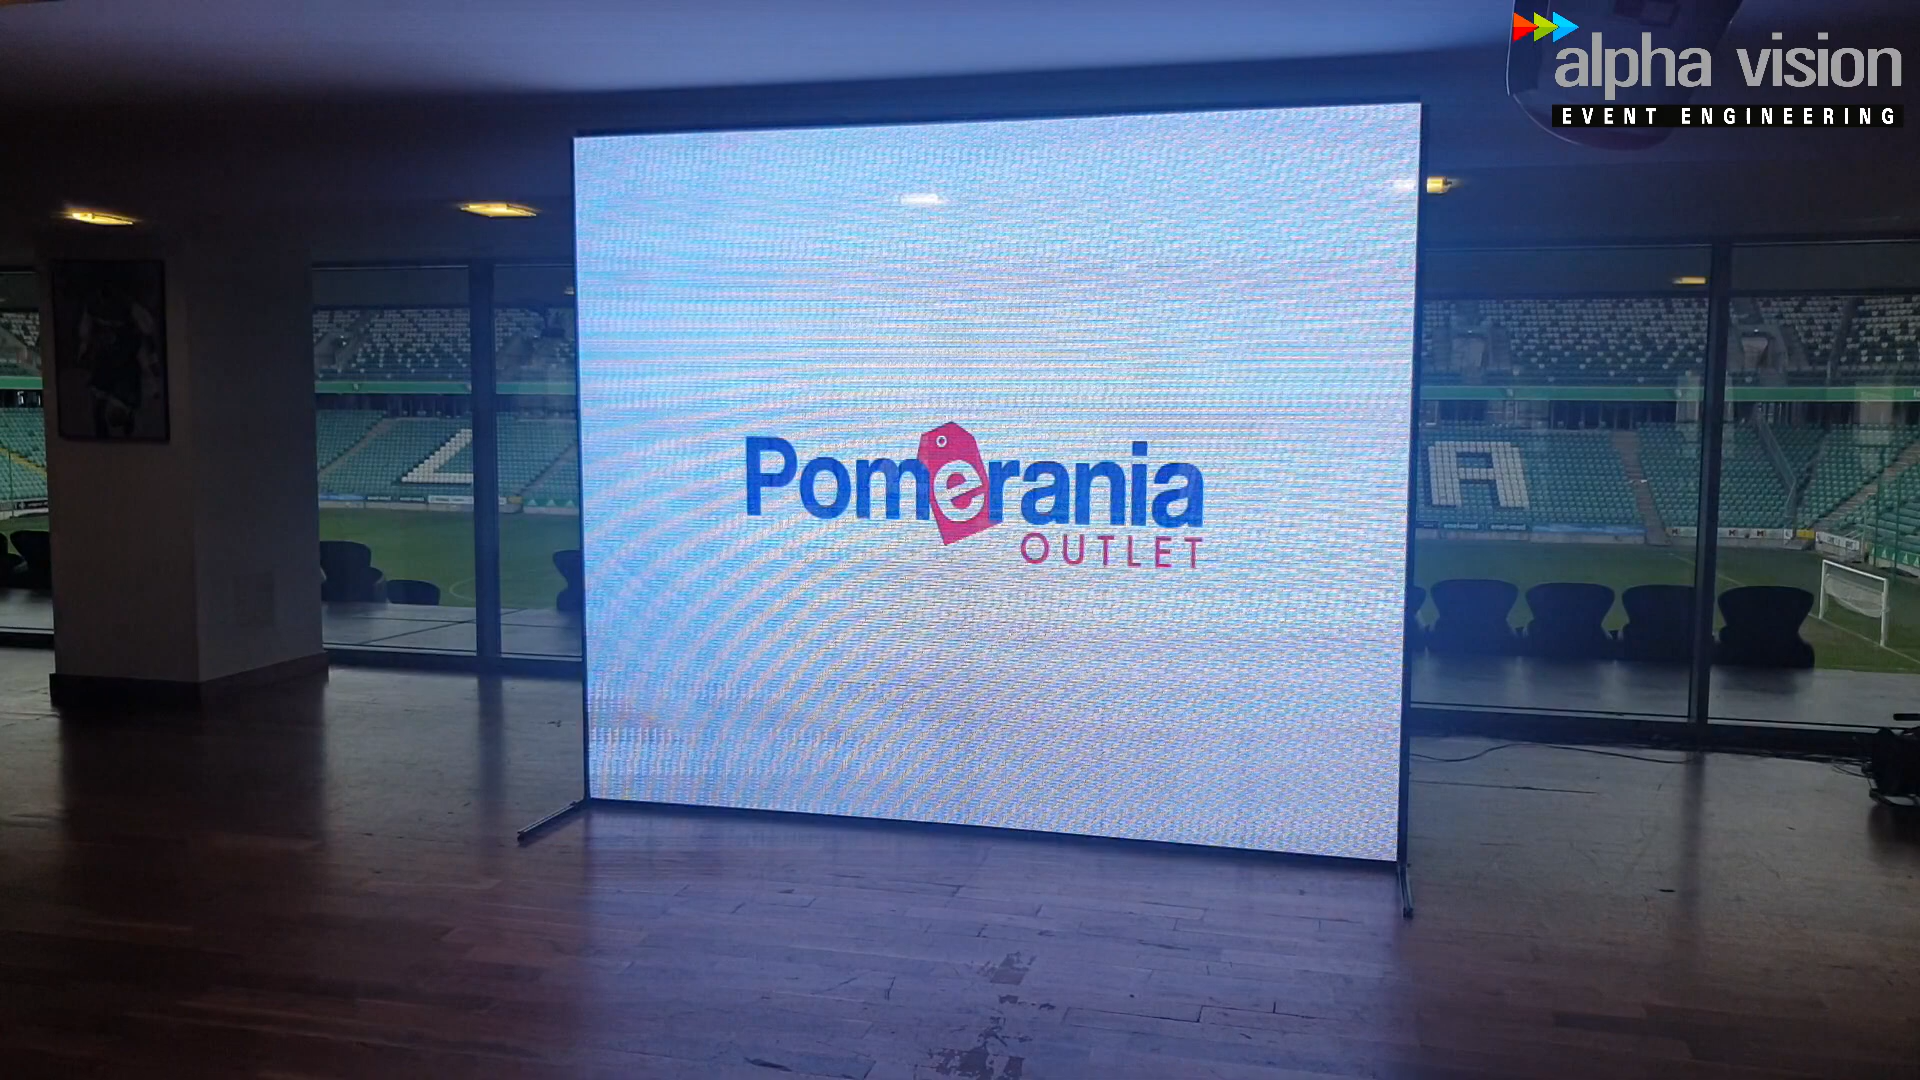 alpha vision
EVENT ENGINEERING
Pomerania
OUTLET
L A